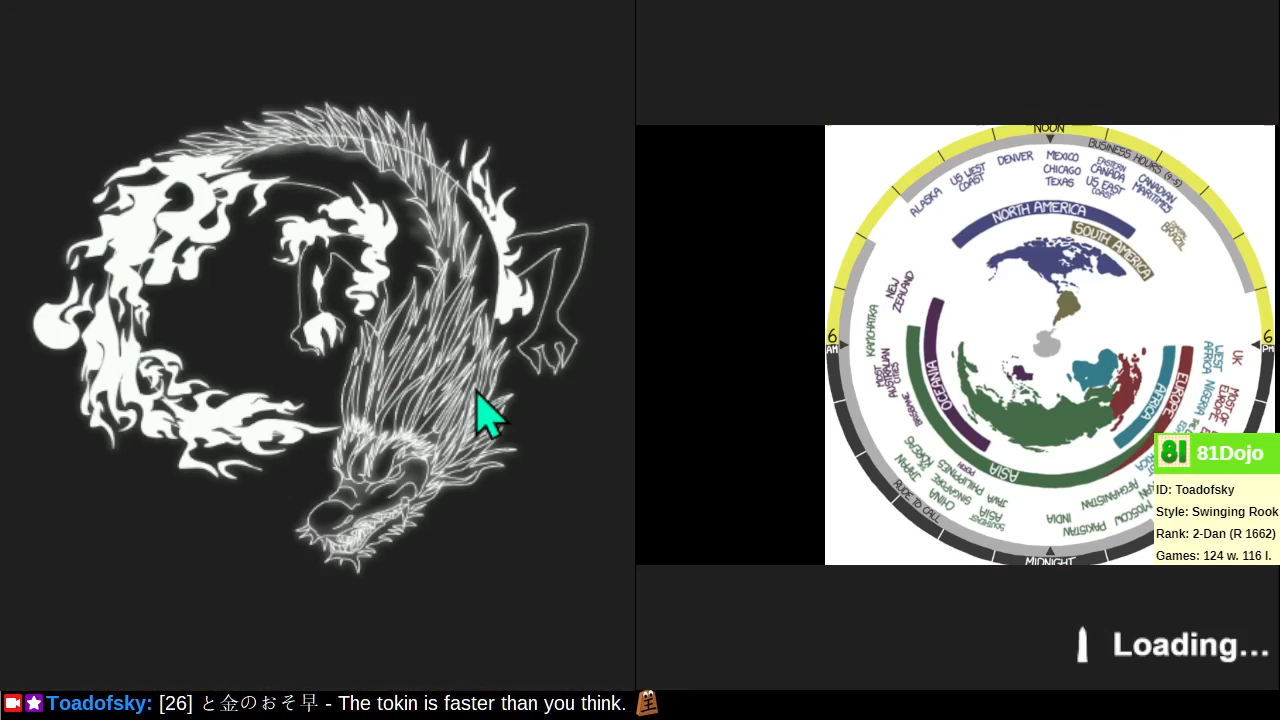 NOON
BUSINESS HOURS (9-5)
ALASKA
US WEST
COAST
DENVER
MEXICO
CHICAGO
TEXAS
EASTERN
CANADA
US EAST
COAST
CANADIAN
MARITIMES
BRAZIL
NORTH AMERICA
SOUTH AMERICA
NEW
ZEALAND
KAMCHATKA
6
AM
6
PM
MOST
AUSTRALIAN
CITIES
BRISBANE
OCEANIA
ASIA
AFRICA
EUROPE
UK
WEST
AFRICA
NIGERIA
MOST OF
EUROPE
JAPAN
KOREAS
PERTH
PHILIPPINES
CHINA
SINGAPORE
JAVA
SOUTHEAST
ASIA
INDIA
AFGHANISTAN
PAKISTAN
MOSCOW
RUDE TO CALL
MIDNIGHT
81 81Dojo
ID: Toadofsky
Style: Swinging Rook
Rank: 2-Dan (R 1662)
Games: 124 w. 116 l.
Loading...
Toadofsky: [26] と金のおそ早 - The tokin is faster than you think.